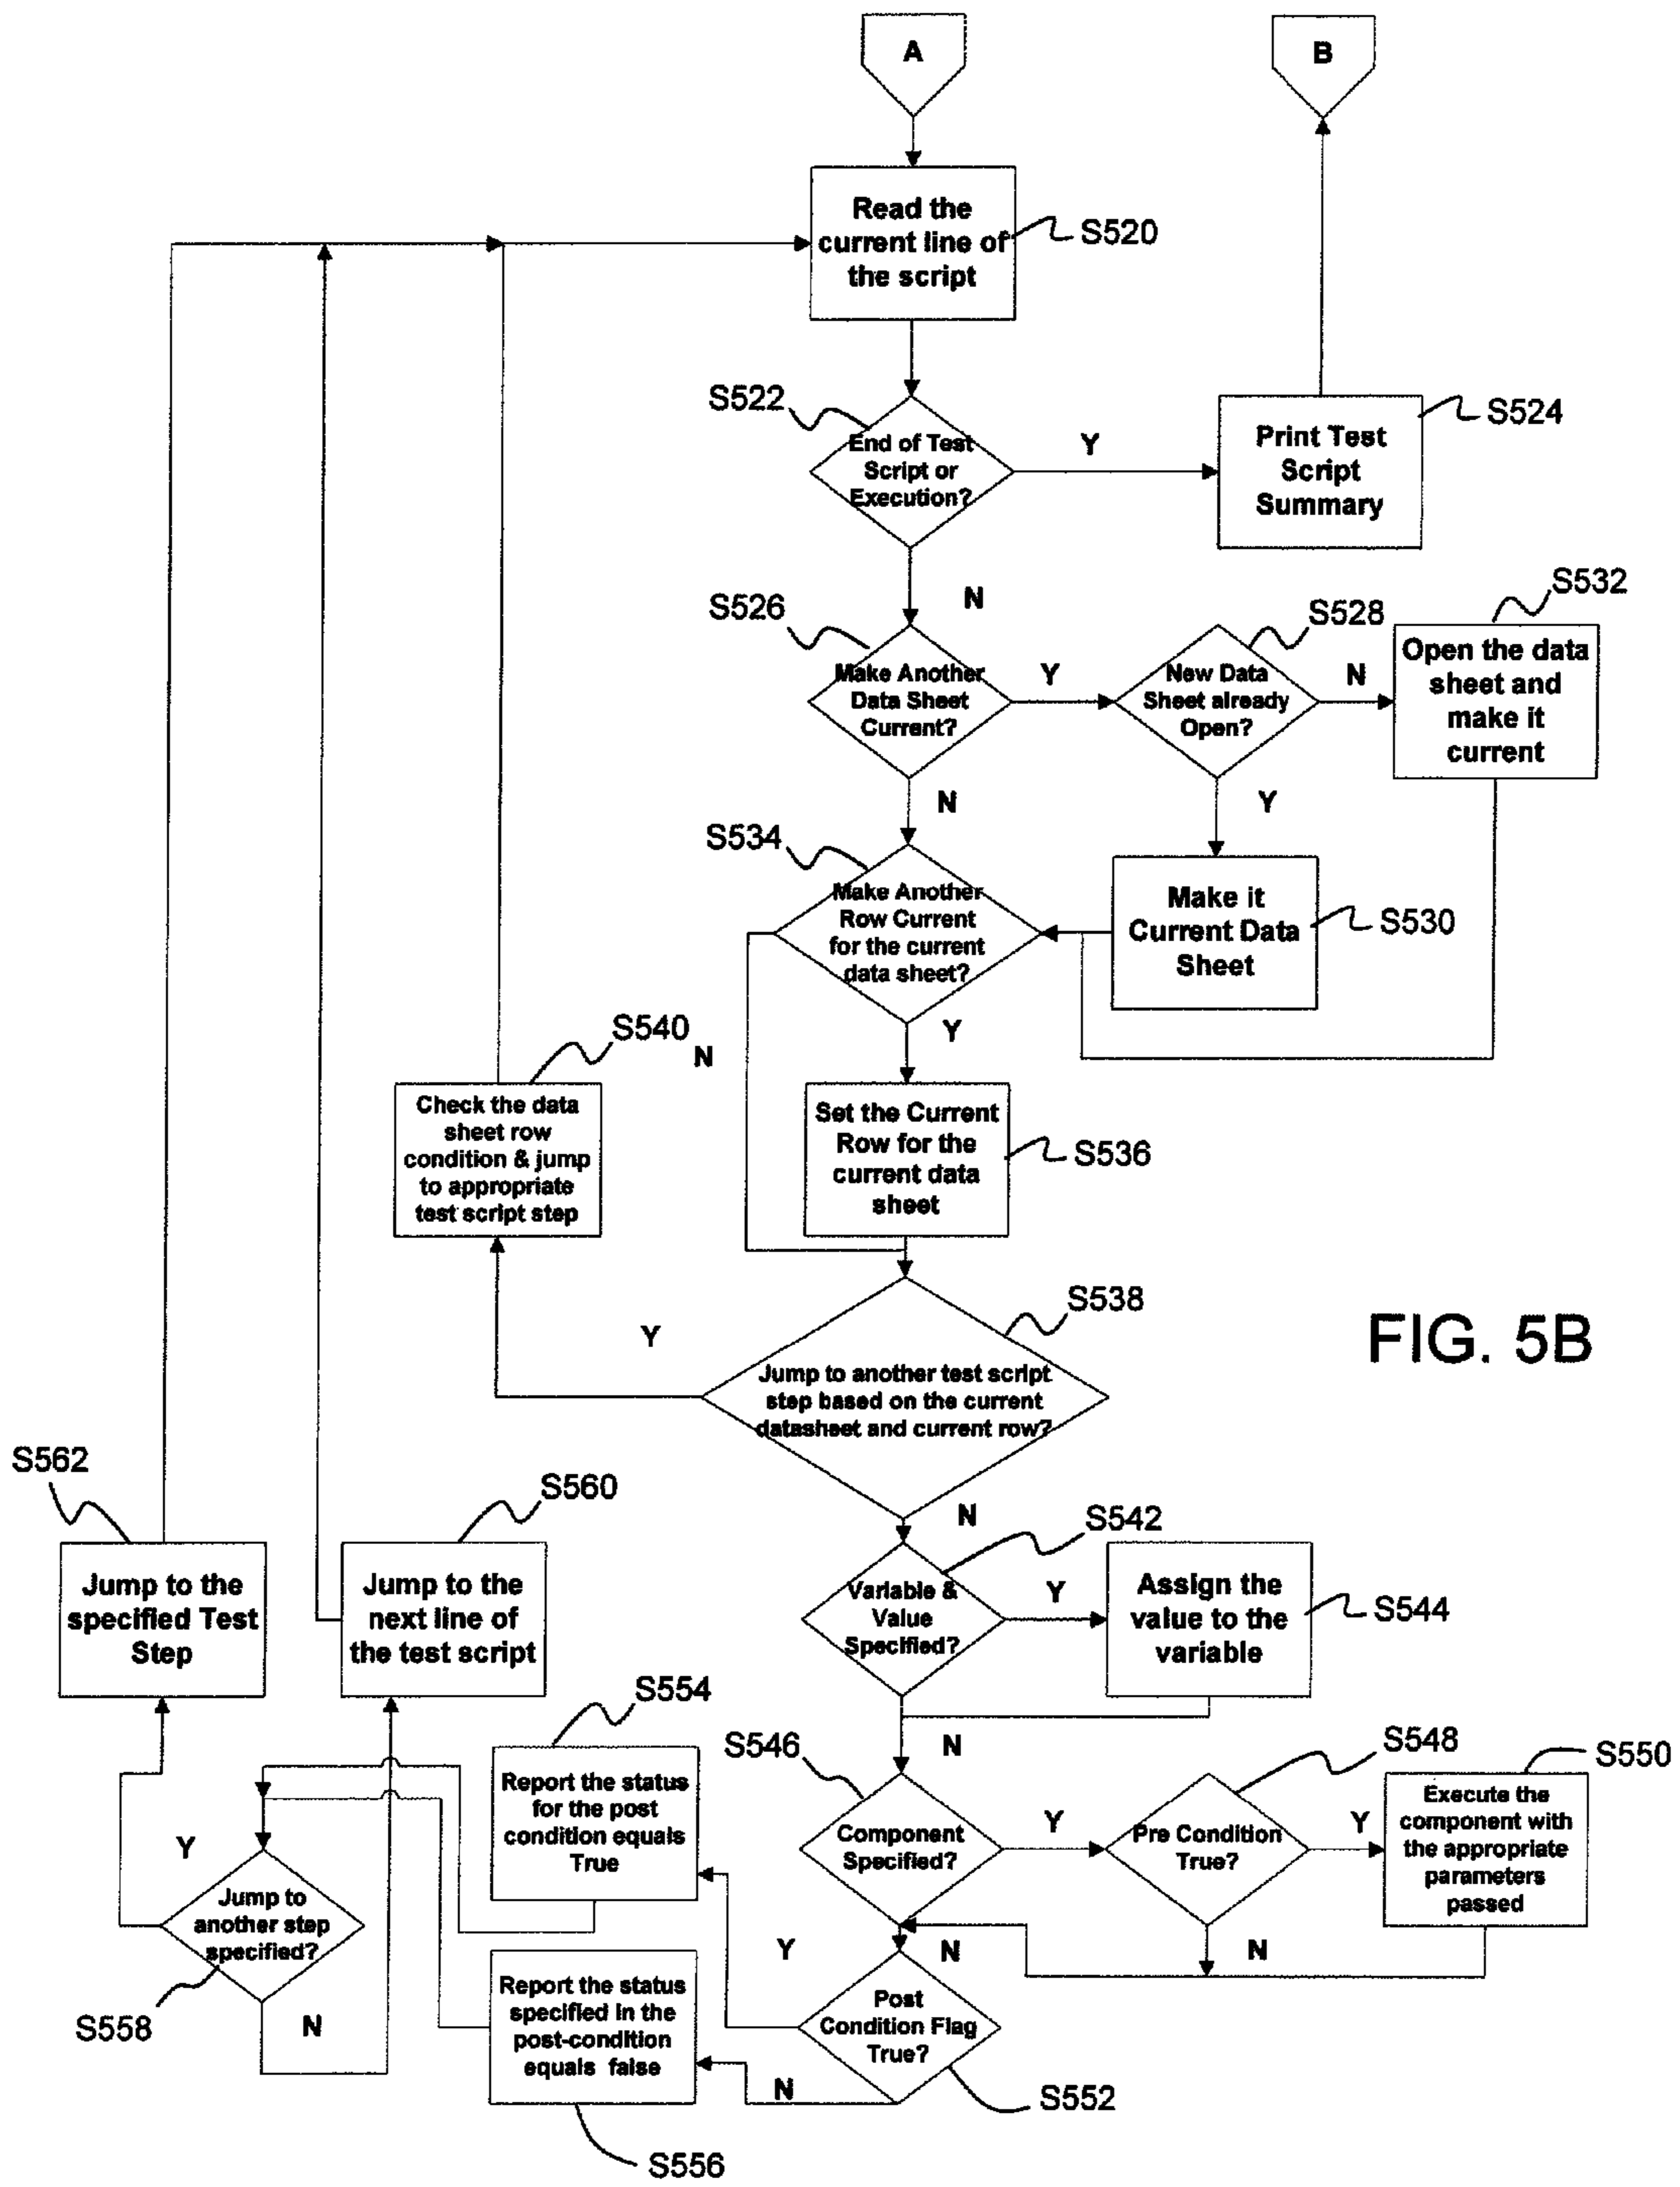 A
B
Read the
current line of
the script
S520
S522
End of Test
Script or
Execution?
Y
Print Test
Script
Summary
S524
N
S526
Make Another
Data Sheet
Current?
Y
S528
New Data
Sheet already
Open?
N
S532
Open the data
sheet and
make it
current
N
Y
S534
Make Another
Row Current
for the current
data sheet?
Make it
Current Data
Sheet
S530
Y
N
S540
Check the data
sheet row
condition & jump
to appropriate
test script step
Set the Current
Row for the
current data
sheet
S536
S538
Y
Jump to another test script
step based on the current
datasheet and current row?
FIG. 5B
N
S562
Jump to the
specified Test
Step
S560
Jump to the
next line of
the test script
S542
Variable &
Value
Specified?
Y
Assign the
value to the
variable
S544
N
S554
Report the status
for the post
condition equals
True
S546
Component
Specified?
Y
S548
Pre Condition
True?
Y
S550
Execute the
component with
the appropriate
parameters
passed
N
N
Y
Jump to
another step
specified?
S558
N
Y
Report the status
specified in the
post-condition
equals false
S556
Post
Condition Flag
True?
N
S552